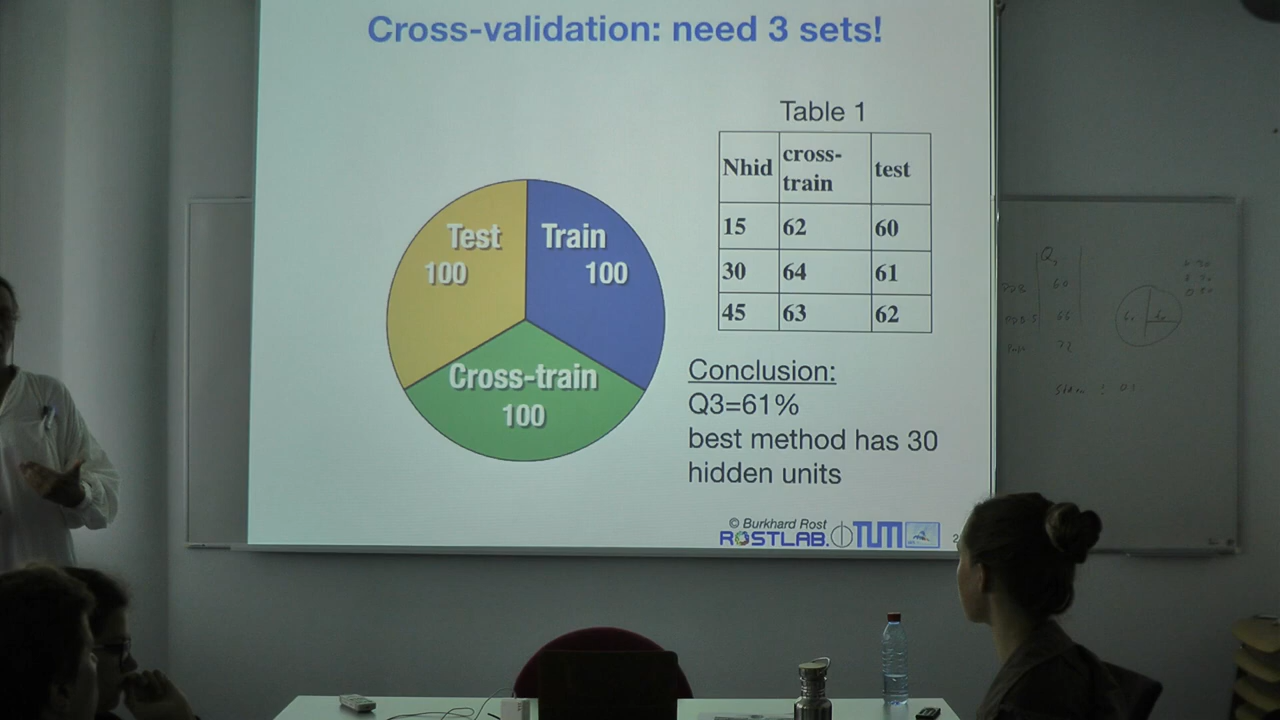 Cross-validation: need 3 sets!
Table 1
Nhid cross-train test
15 62 60
30 64 61
45 63 62
Test
100
Train
100
Cross-train
100
Conclusion:
Q3=61%
best method has 30
hidden units
© Burkhard Rost
ROSTLAB. TUM